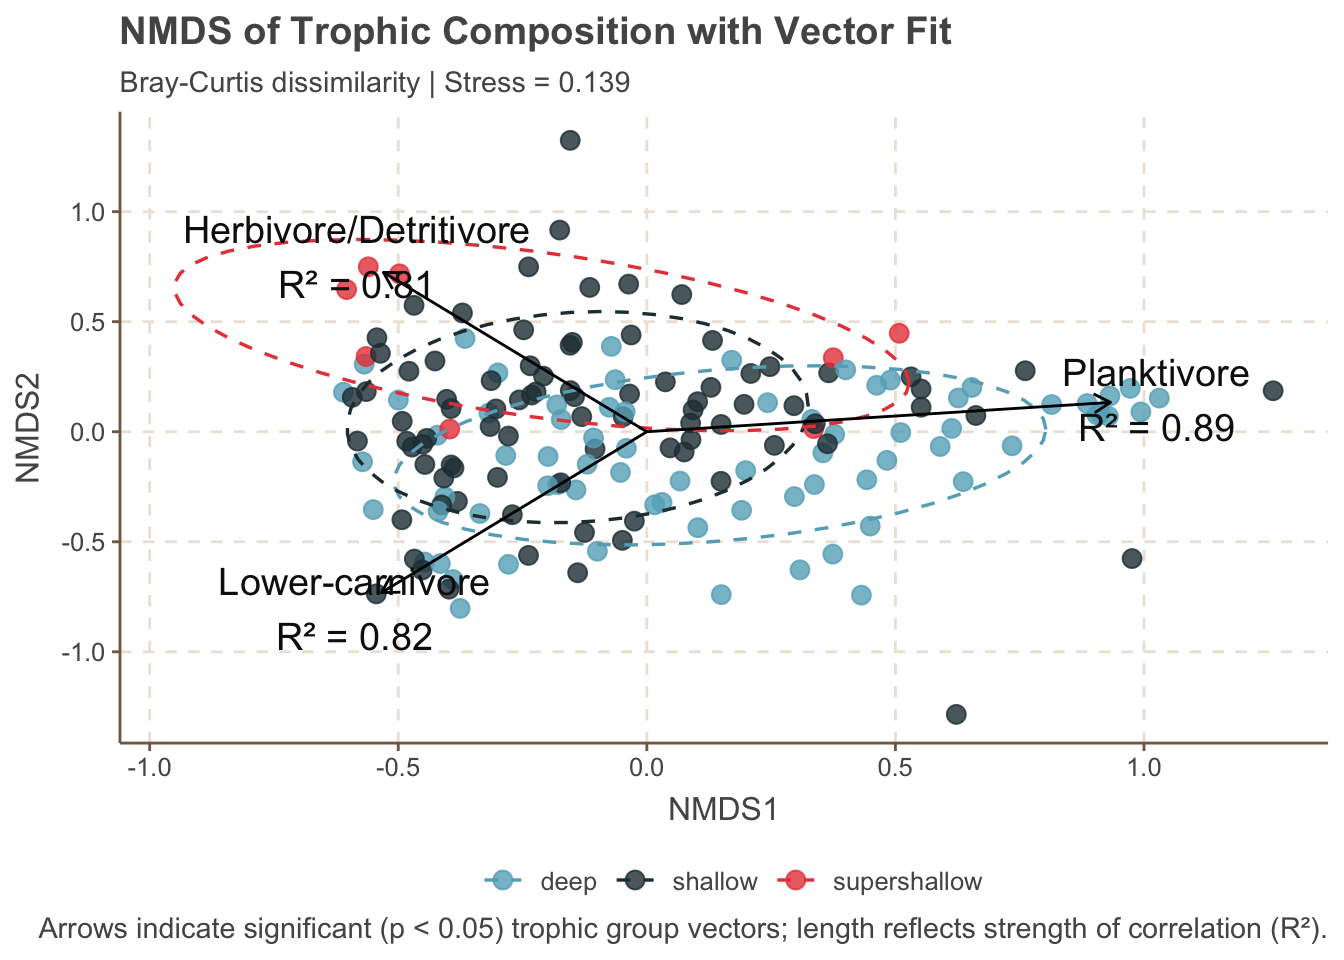 NMDS of Trophic Composition with Vector Fit
Bray-Curtis dissimilarity | Stress = 0.139
NMDS2
1.0
0.5
0.0
-0.5
-1.0
Herbivore/Detritivore
R² = 0.81
Planktivore
R² = 0.89
Lower-carnivore
R² = 0.82
-1.0
-0.5
0.0
0.5
1.0
NMDS1
deep
shallow
supershallow
Arrows indicate significant (p < 0.05) trophic group vectors; length reflects strength of correlation (R²).